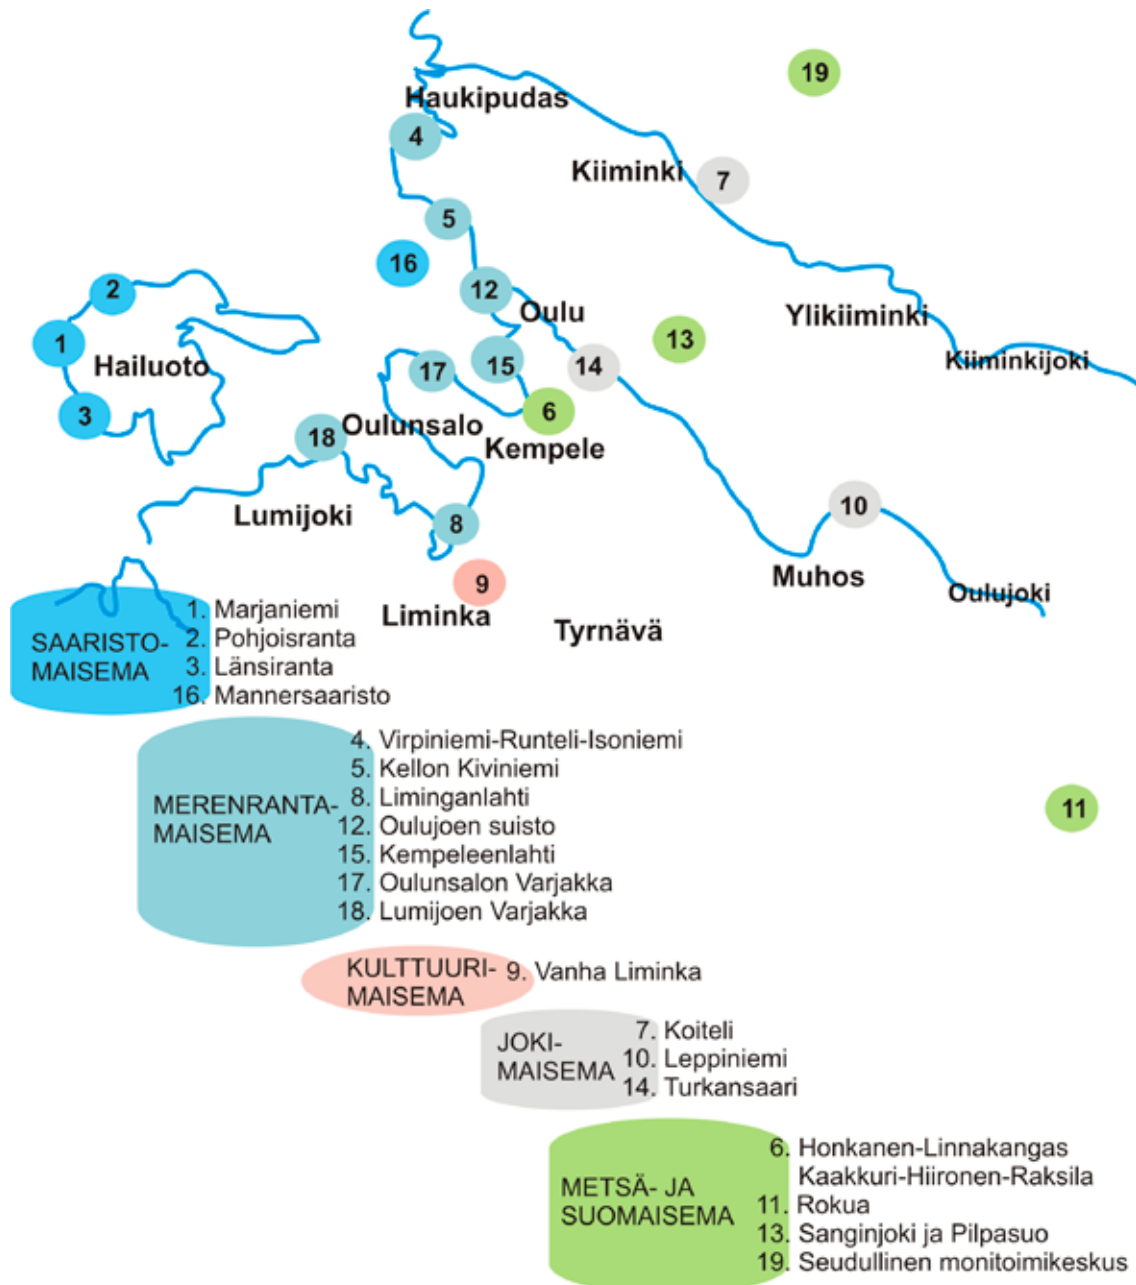 19
Haukipudas
4
Kiiminki
7
5
16
2
12
Oulu
Ylikiiminki
13
1
Hailuoto
15
14
Kiiminkijoki
17
3
6
18
Oulunsalo
Kempele
10
Lumijoki
8
9
Muhos
Oulujoki
Liminka
Tyrnävä
SAARISTO-
MAISEMA
1. Marjaniemi
2. Pohjoisranta
3. Länsiranta
16. Mannersaaristo
MERENRANTA-
MAISEMA
4. Virpiniemi-Runteli-Isoniemi
5. Kellon Kiviniemi
8. Liminganlahti
12. Oulujoen suisto
15. Kempeleenlahti
17. Oulunsalon Varjakka
18. Lumijoen Varjakka
11
KULTTUURI-
MAISEMA
9. Vanha Liminka
JOKI-
MAISEMA
7. Koiteli
10. Leppiniemi
14. Turkansaari
METSÄ- JA
SUOMAISEMA
6. Honkanen-Linnakangas
Kaakkuri-Hiironen-Raksila
11. Rokua
13. Sanginjoki ja Pilpasuo
19. Seudullinen monitoimikeskus